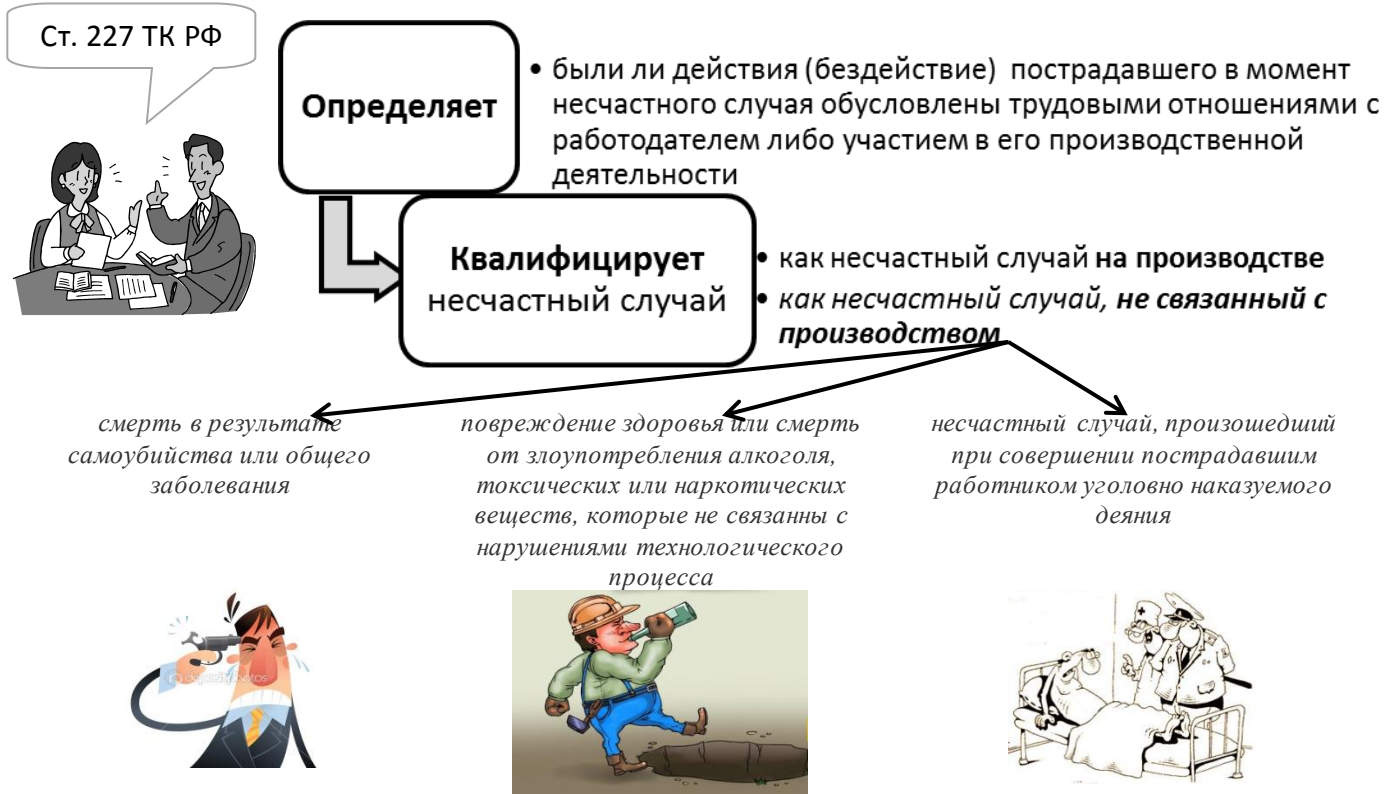 Ст. 227 ТК РФ
Определяет
• были ли действия (бездействие) пострадавшего в момент
несчастного случая обусловлены трудовыми отношениями с
работодателем либо участием в его производственной
деятельности
Квалифицирует
несчастный случай
• как несчастный случай на производстве
• как несчастный случай, не связанный с
производством
смерть в результате
самоубийства или общего
заболевания
повреждение здоровья или смерть
от злоупотребления алкоголя,
токсических или наркотических
веществ, которые не связанны с
нарушениями технологического
процесса
несчастный случай, произошедший
при совершении пострадавшим
работником уголовно наказуемого
деяния
depositphotos